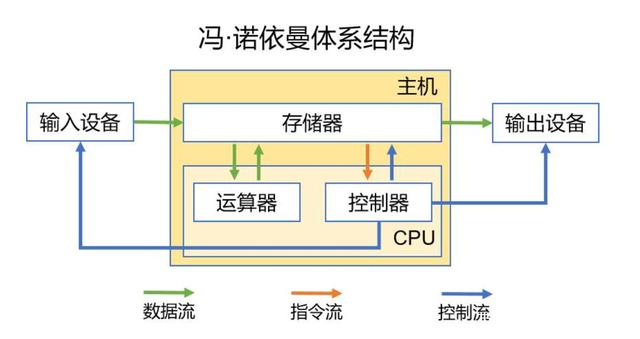 冯·诺依曼体系结构
主机
输入设备
存储器
输出设备
运算器
控制器
CPU
数据流
指令流
控制流